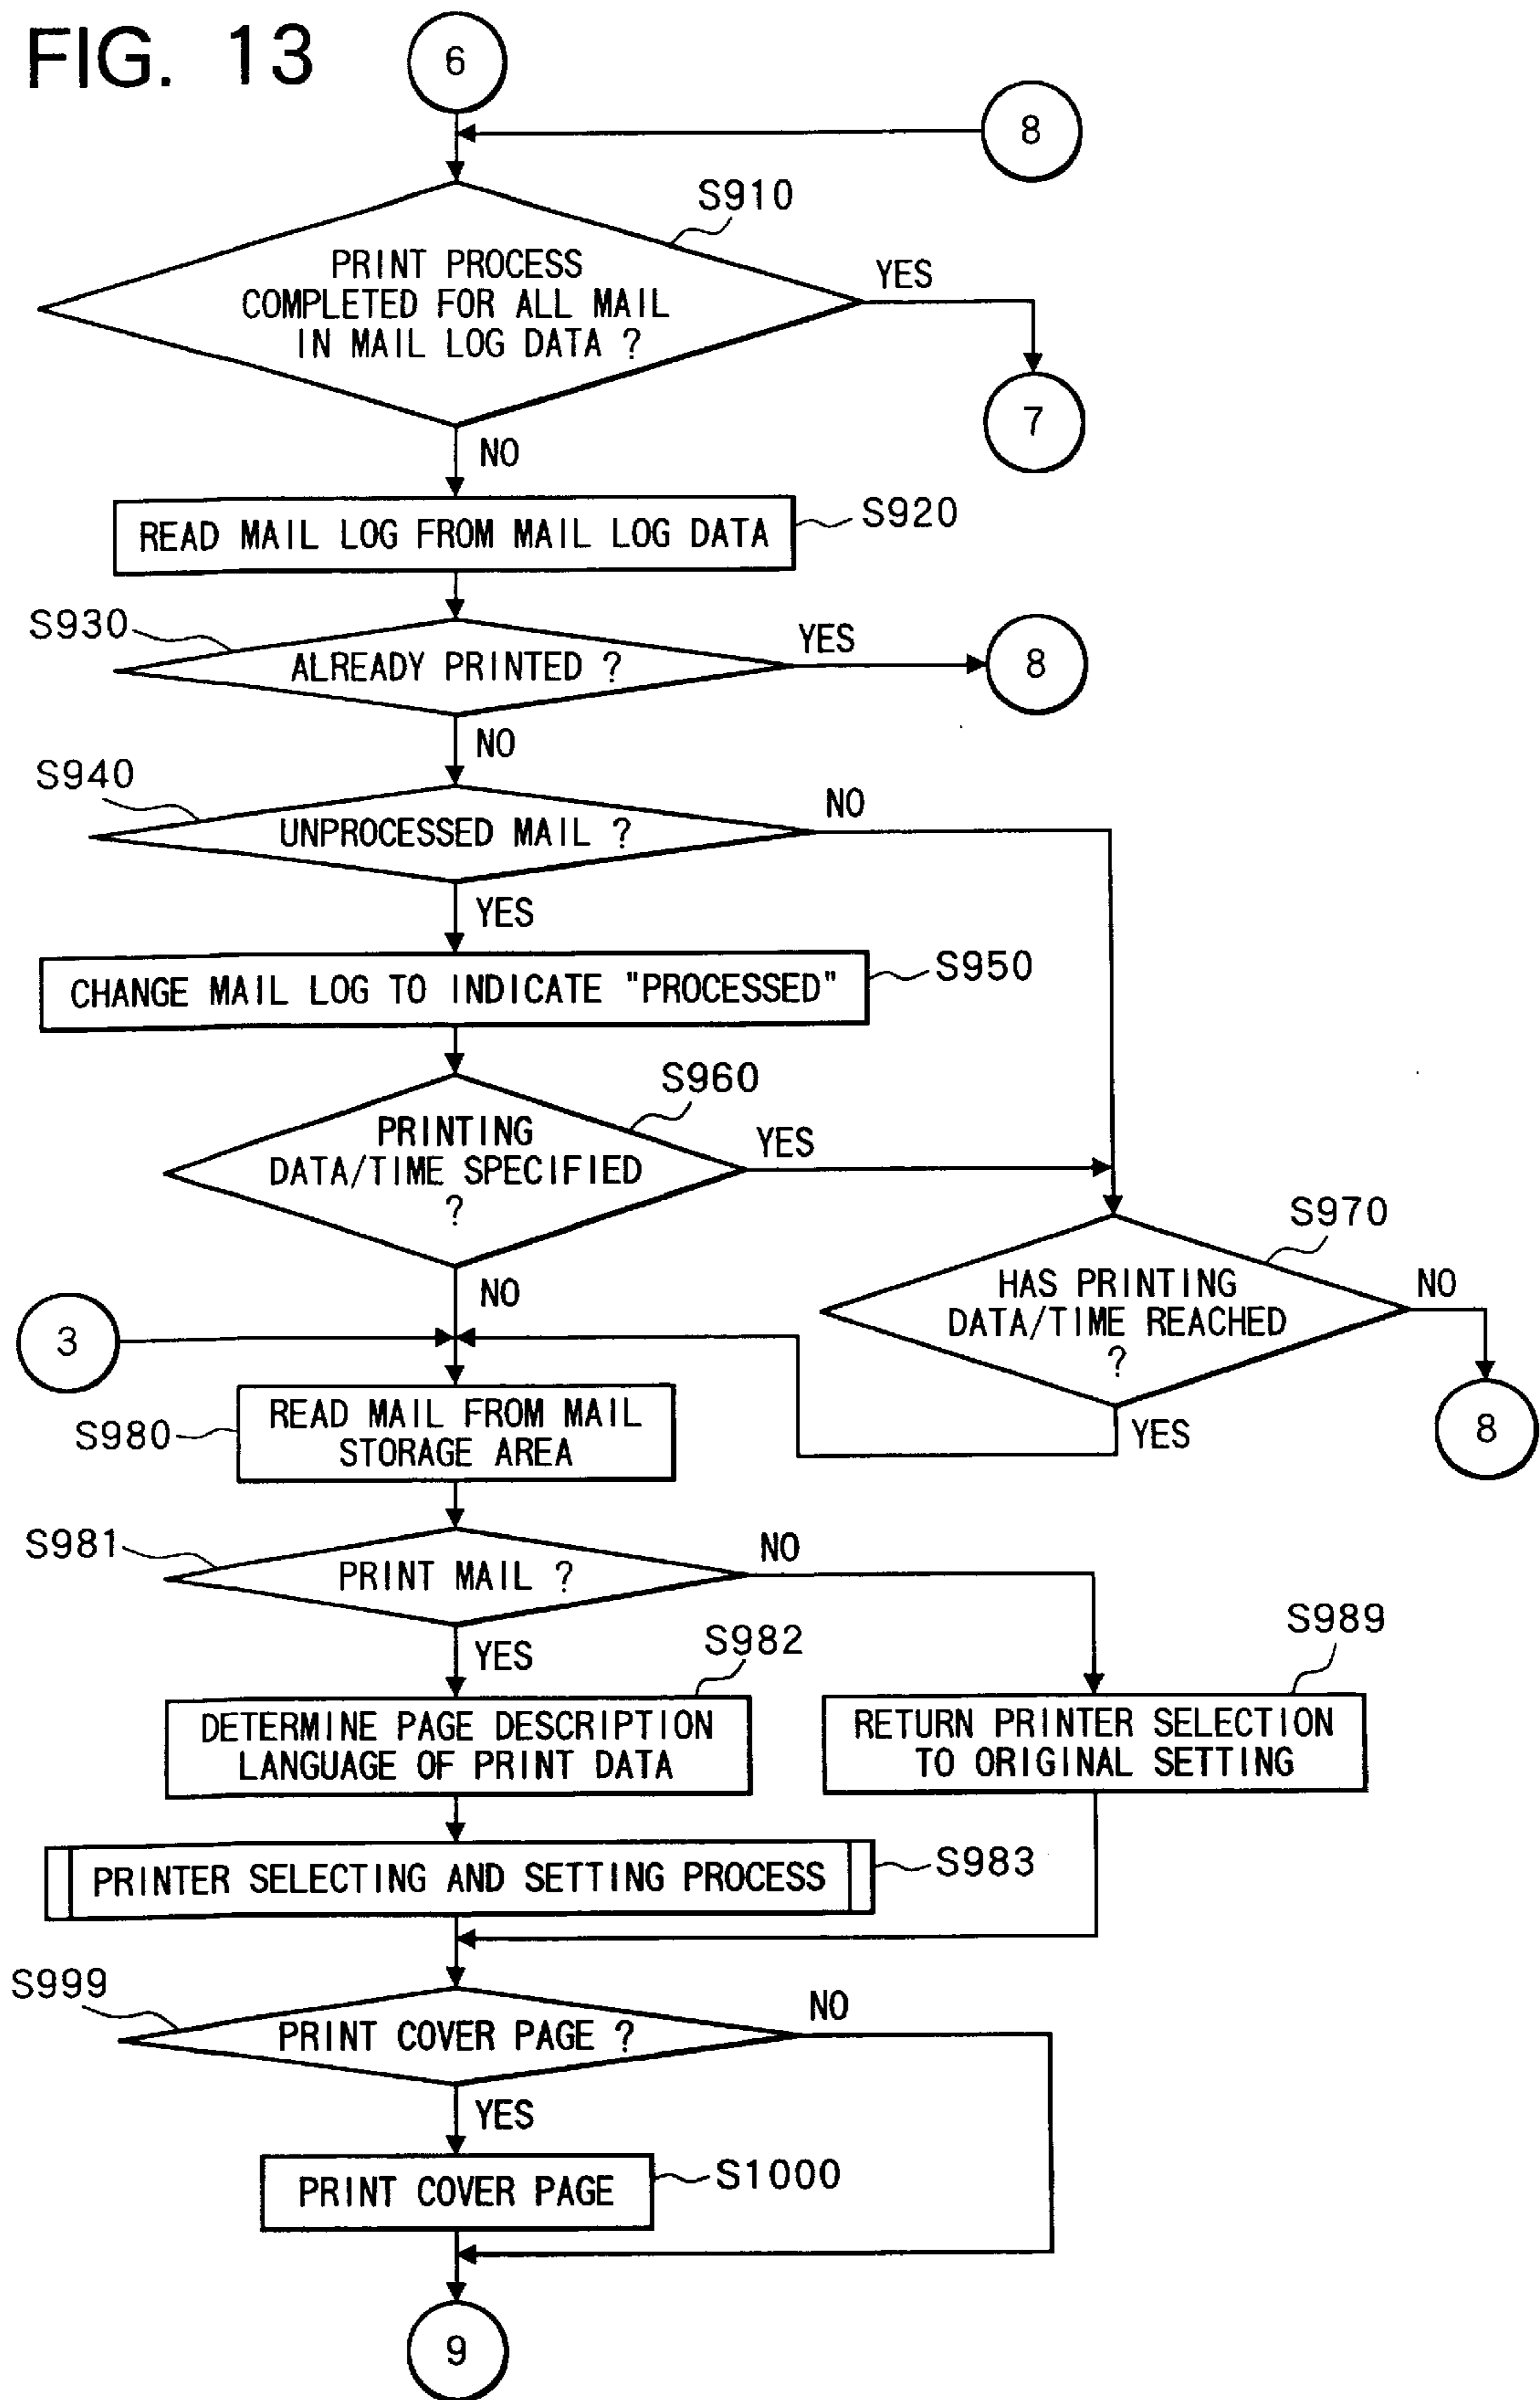 FIG. 13
6
8
S910
PRINT PROCESS
COMPLETED FOR ALL MAIL
IN MAIL LOG DATA ?
YES
7
NO
READ MAIL LOG FROM MAIL LOG DATA
S920
S930
ALREADY PRINTED ?
YES
8
NO
S940
UNPROCESSED MAIL ?
NO
YES
CHANGE MAIL LOG TO INDICATE "PROCESSED"
S950
S960
PRINTING
DATA/TIME SPECIFIED
?
YES
S970
HAS PRINTING
DATA/TIME REACHED
?
NO
8
YES
NO
3
S980
READ MAIL FROM MAIL
STORAGE AREA
S981
PRINT MAIL ?
NO
YES
S982
DETERMINE PAGE DESCRIPTION
LANGUAGE OF PRINT DATA
S989
RETURN PRINTER SELECTION
TO ORIGINAL SETTING
PRINTER SELECTING AND SETTING PROCESS
S983
S999
PRINT COVER PAGE ?
NO
YES
PRINT COVER PAGE
S1000
9